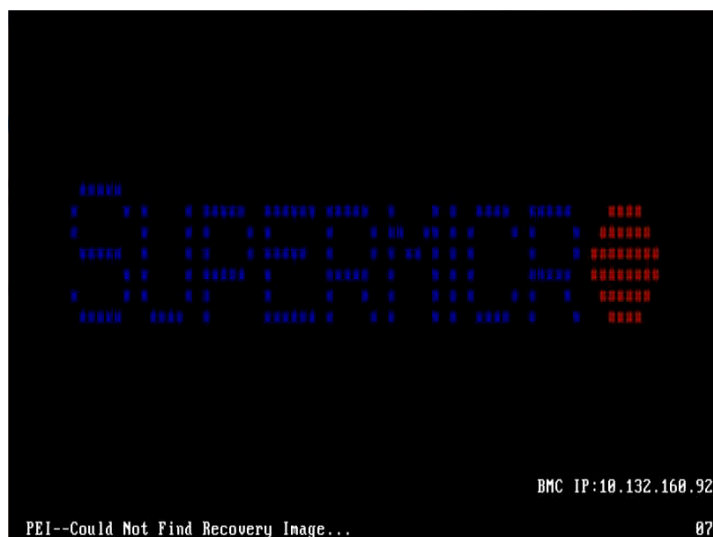 SUPERMICR
BMC IP:10.132.160.92
PEI--Could Not Find Recovery Image... 07